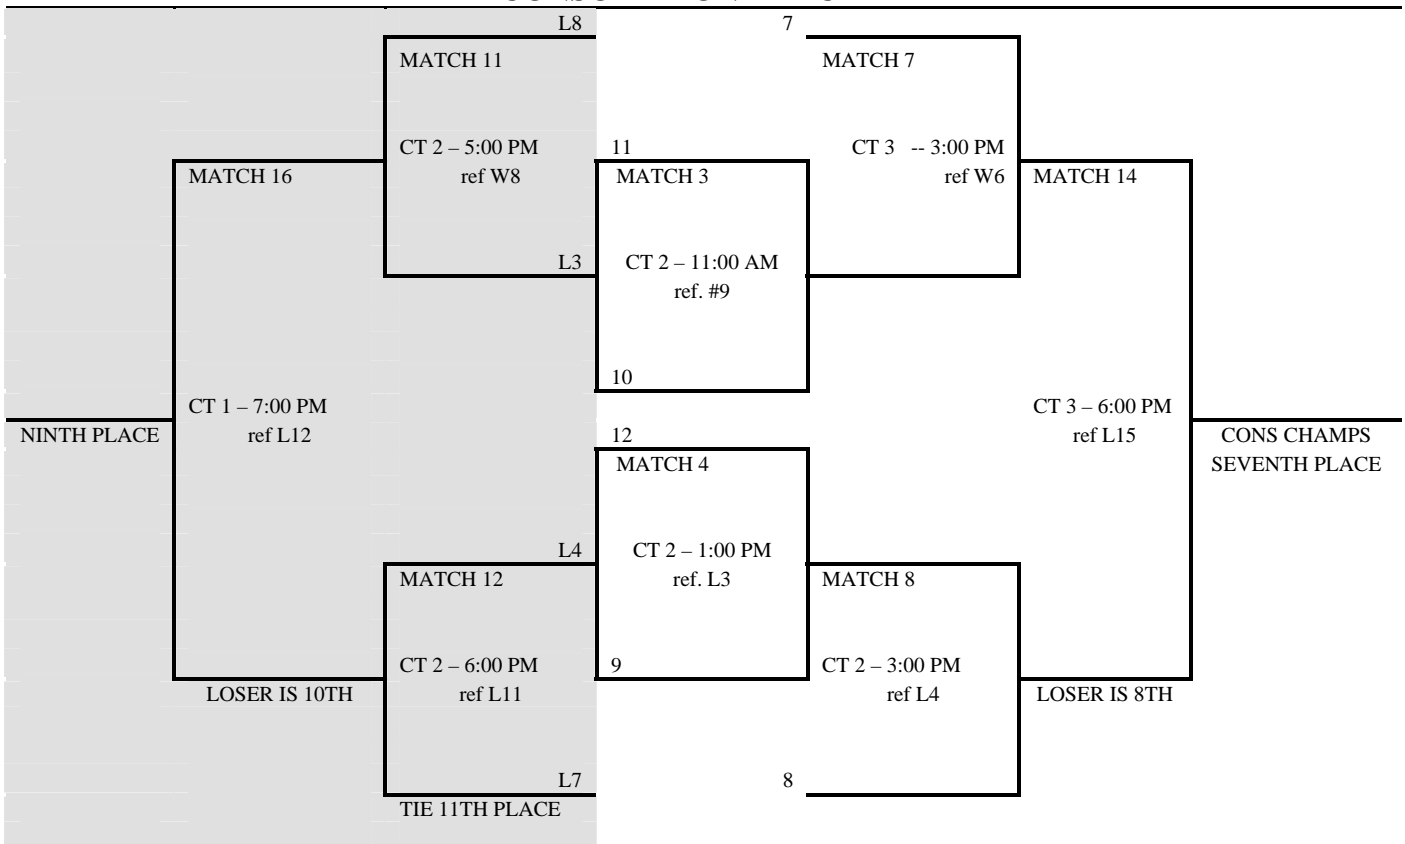 L8
7
MATCH 11
MATCH 7
CT 2 – 5:00 PM
11
CT 3 -- 3:00 PM
MATCH 16
ref W8
MATCH 3
ref W6
MATCH 14
L3
CT 2 – 11:00 AM
ref. #9
10
CT 1 – 7:00 PM
CT 3 – 6:00 PM
NINTH PLACE
ref L12
12
ref L15
CONS CHAMPS
MATCH 4
SEVENTH PLACE
L4
CT 2 – 1:00 PM
MATCH 12
ref. L3
MATCH 8
CT 2 – 6:00 PM
9
CT 2 – 3:00 PM
LOSER IS 10TH
ref L11
ref L4
LOSER IS 8TH
L7
8
TIE 11TH PLACE